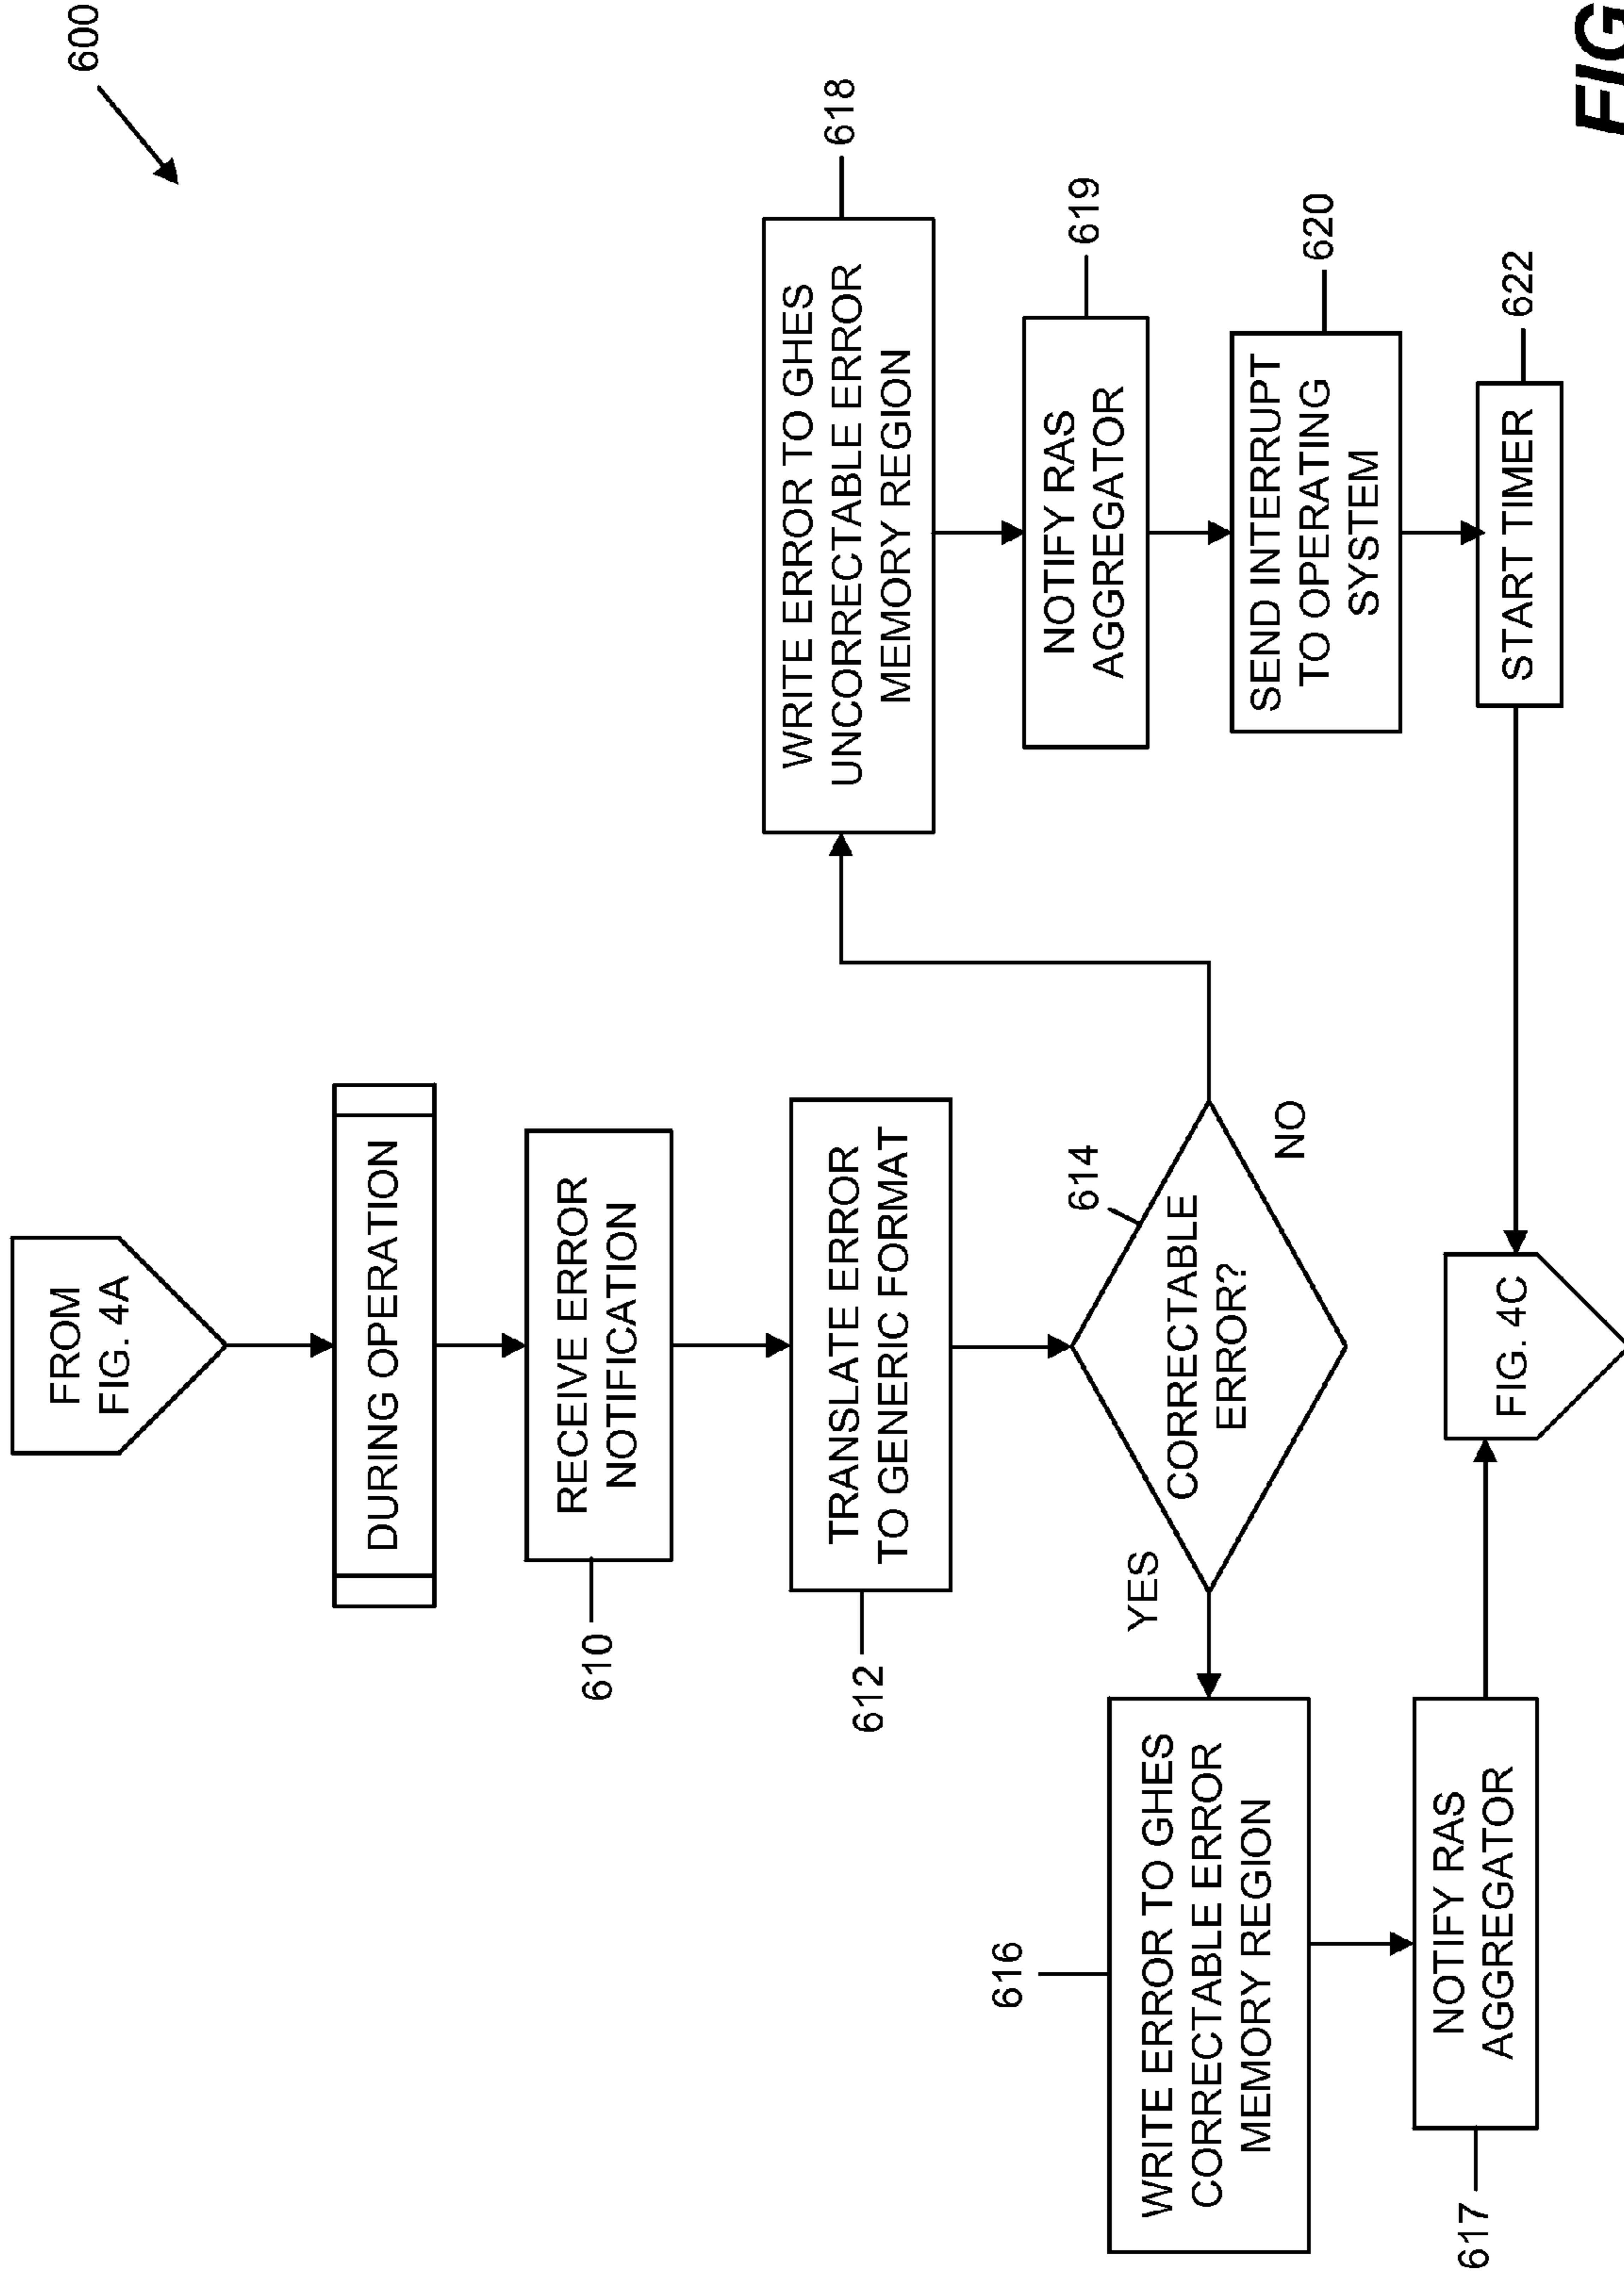 600
FROM
FIG. 4A
DURING OPERATION
RECEIVE ERROR
NOTIFICATION
610
TRANSLATE ERROR
TO GENERIC FORMAT
612
614
CORRECTABLE
ERROR?
YES
NO
616
WRITE ERROR TO GHES
CORRECTABLE ERROR
MEMORY REGION
617
NOTIFY RAS
AGGREGATOR
WRITE ERROR TO GHES
UNCORRECTABLE ERROR
MEMORY REGION
618
NOTIFY RAS
AGGREGATOR
619
SEND INTERRUPT
TO OPERATING
SYSTEM
620
START TIMER
622
FIG. 4C
FIG